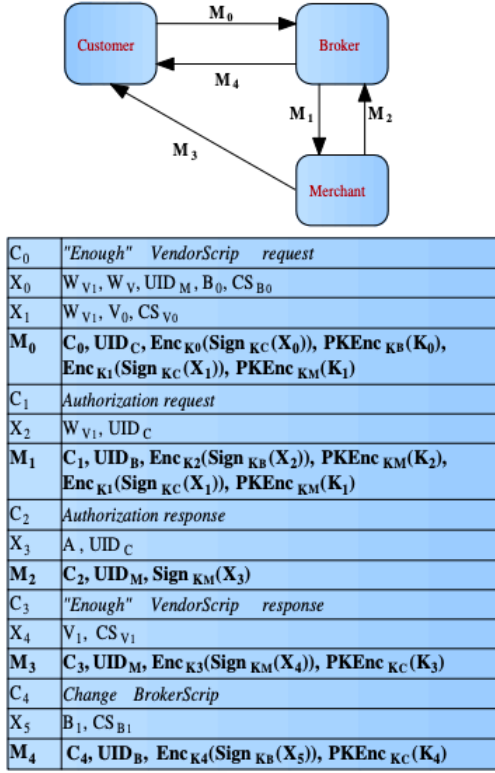 M0
Customer
Broker
M4
M1
M2
M3
Merchant
C0 "Enough" VendorScrip request
X0 WV1, WV, UIDM, B0, CSB0
X1 WV1, V0, CSV0
M0 C0, UIDC, EncK0(SignKC(X0)), PKEncKB(K0),
EncK1(SignKC(X1)), PKEncKM(K1)
C1 Authorization request
X2 WV1, UIDC
M1 C1, UIDB, EncK2(SignKB(X2)), PKEncKM(K2),
EncK1(SignKC(X1)), PKEncKM(K1)
C2 Authorization response
X3 A , UIDC
M2 C2, UIDM, SignKM(X3)
C3 "Enough" VendorScrip response
X4 V1, CSV1
M3 C3, UIDM, EncK3(SignKM(X4)), PKEncKC(K3)
C4 Change BrokerScrip
X5 B1, CSB1
M4 C4, UIDB, EncK4(SignKB(X5)), PKEncKC(K4)